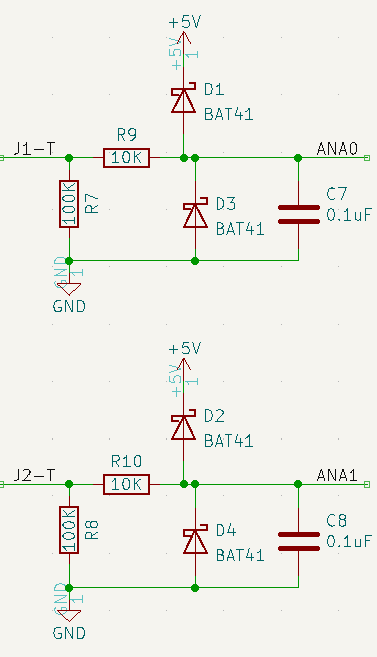 +5V
+5V
1
D1
BAT41
R9
J1-T
10K
ANA0
100K
R7
D3
BAT41
C7
0.1uF
GND
1
GND
+5V
+5V
1
D2
BAT41
R10
J2-T
10K
ANA1
100K
R8
D4
BAT41
C8
0.1uF
GND
1
GND